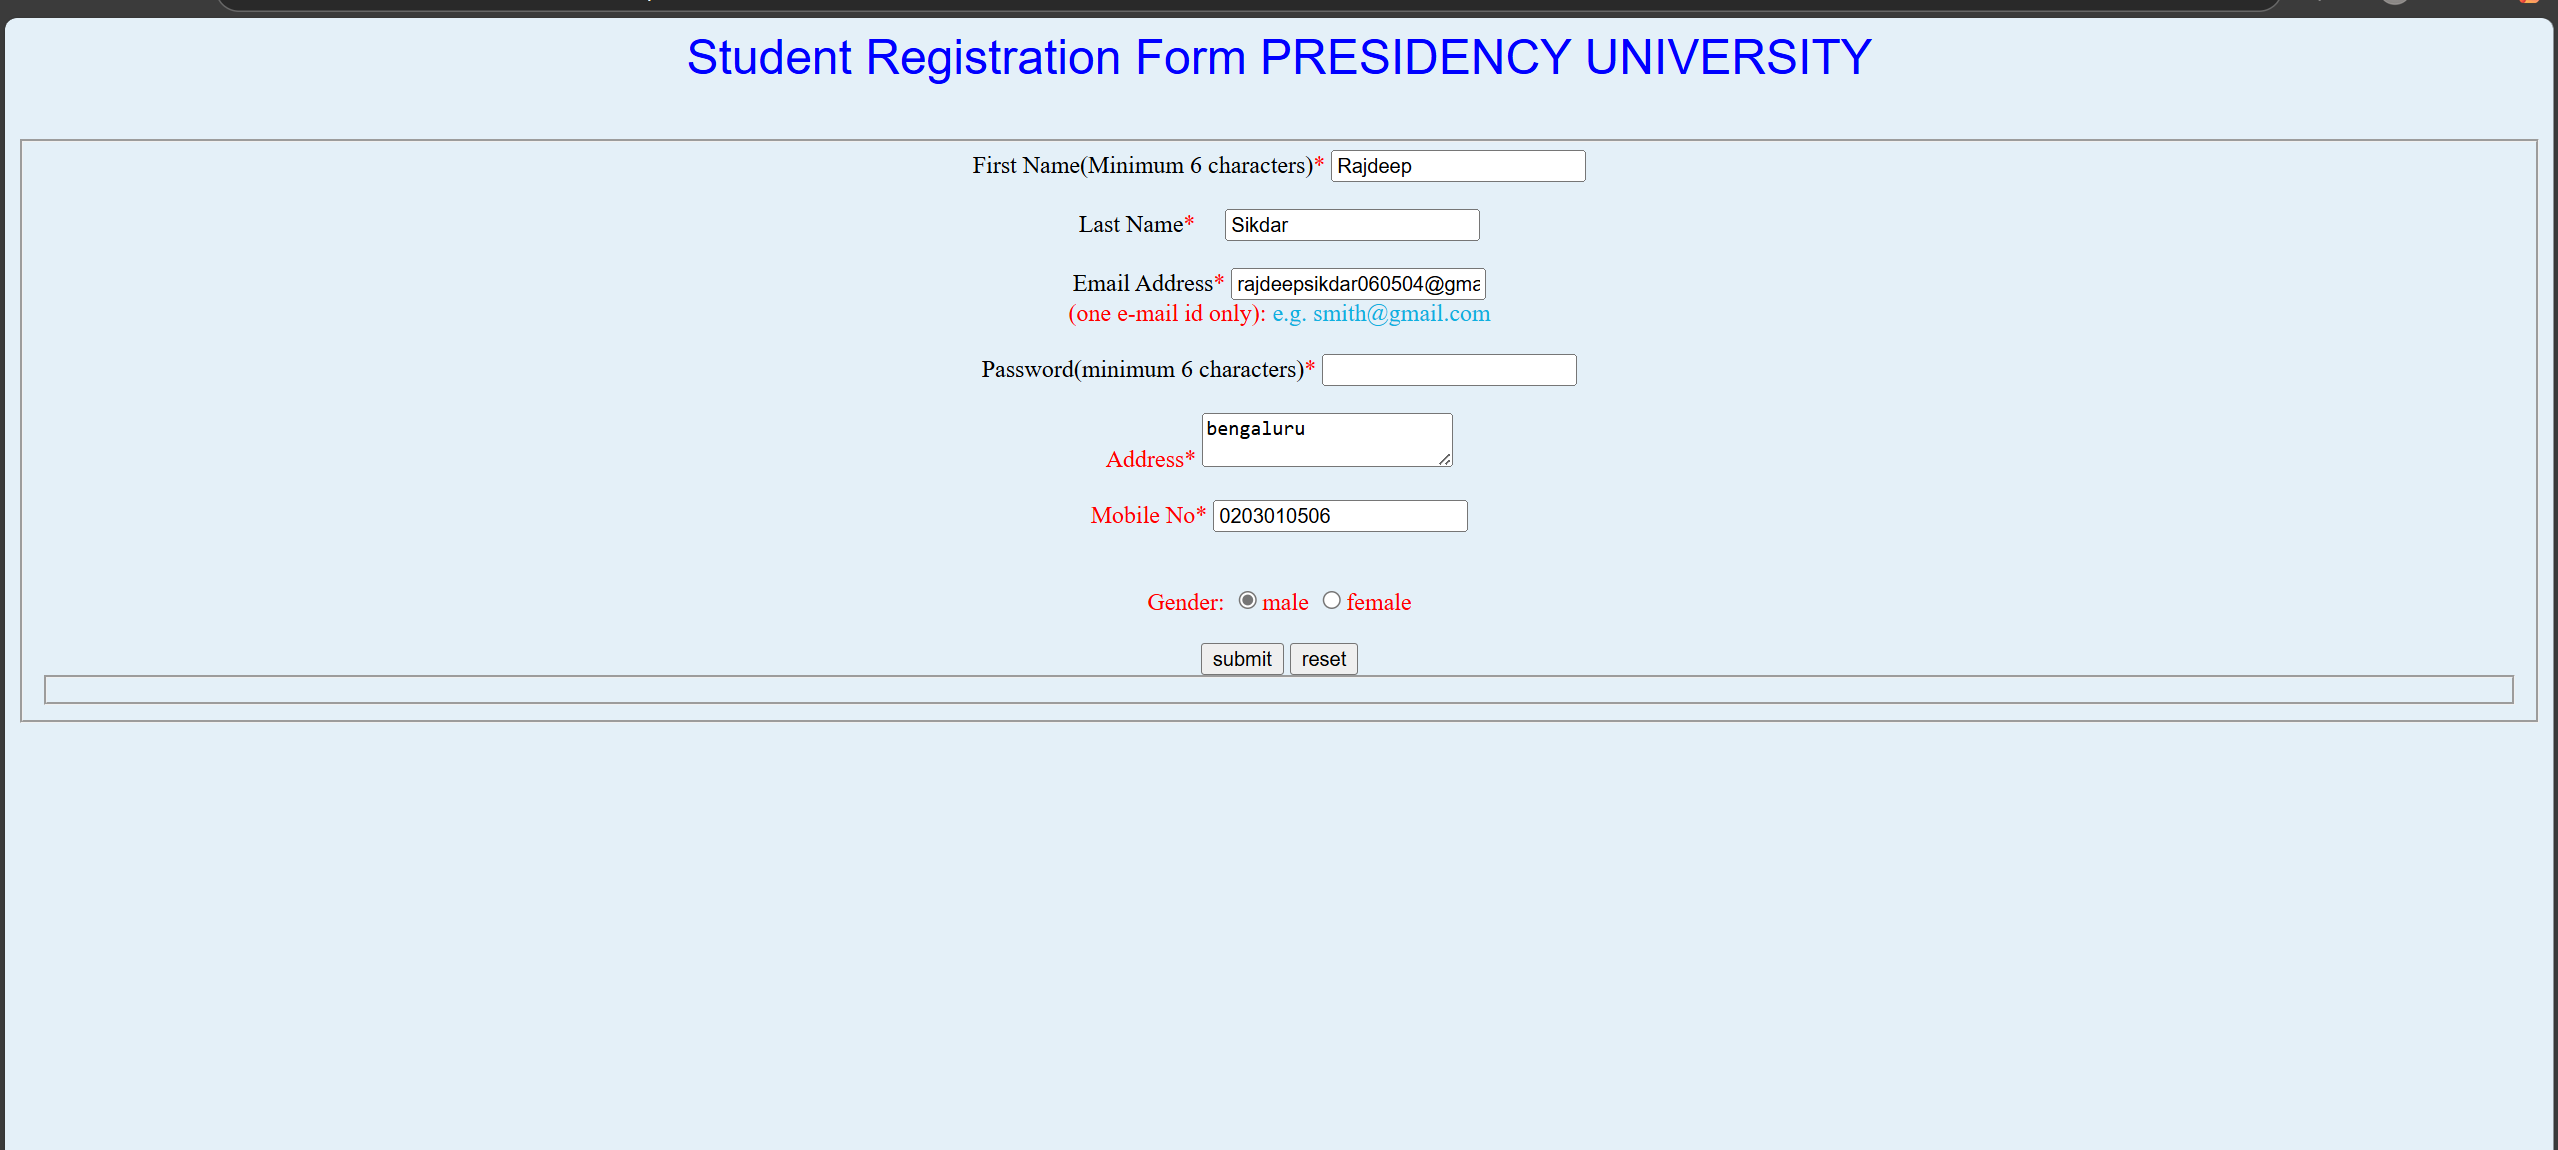 Student Registration Form PRESIDENCY UNIVERSITY
First Name(Minimum 6 characters)* Rajdeep
Last Name* Sikdar
Email Address* rajdeepsikdar060504@gma
(one e-mail id only): e.g. smith@gmail.com
Password(minimum 6 characters)*
Address* bengaluru
Mobile No* 0203010506
Gender: male female
submit reset